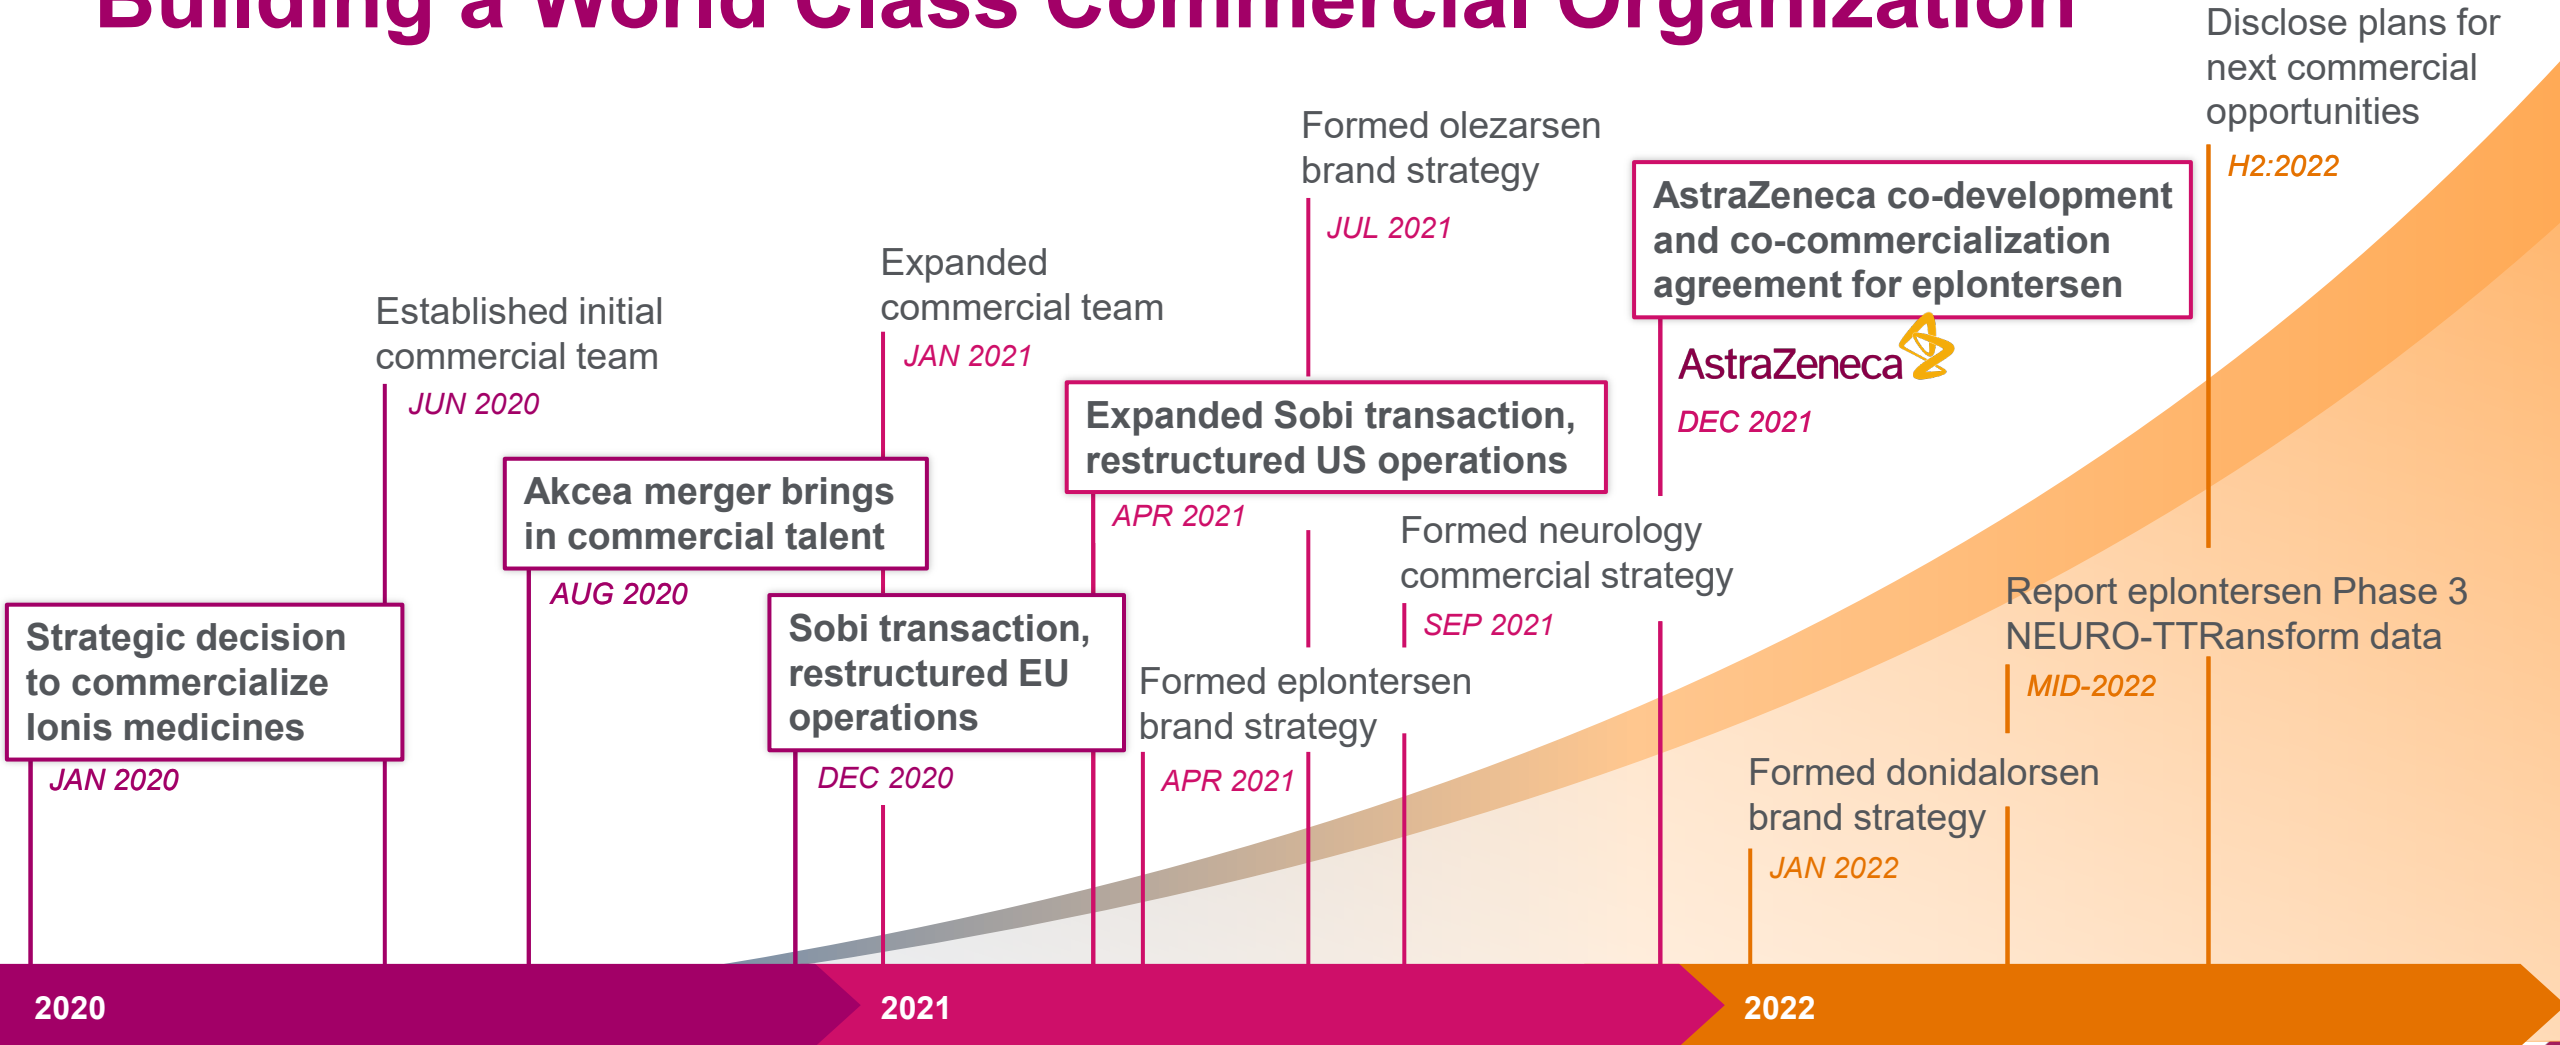 Building a World Class Commercial Organization
Disclose plans for
next commercial
opportunities
H2:2022
Formed olezarsen
brand strategy
JUL 2021
AstraZeneca co-development
and co-commercialization
agreement for eplontersen
AstraZeneca
DEC 2021
Expanded
commercial team
JAN 2021
Established initial
commercial team
JUN 2020
Expanded Sobi transaction,
restructured US operations
APR 2021
Akcea merger brings
in commercial talent
AUG 2020
Formed neurology
commercial strategy
SEP 2021
Strategic decision
to commercialize
Ionis medicines
JAN 2020
Sobi transaction,
restructured EU
operations
DEC 2020
Formed eplontersen
brand strategy
APR 2021
Report eplontersen Phase 3
NEURO-TTRansform data
MID-2022
Formed donidalorsen
brand strategy
JAN 2022
2020
2021
2022